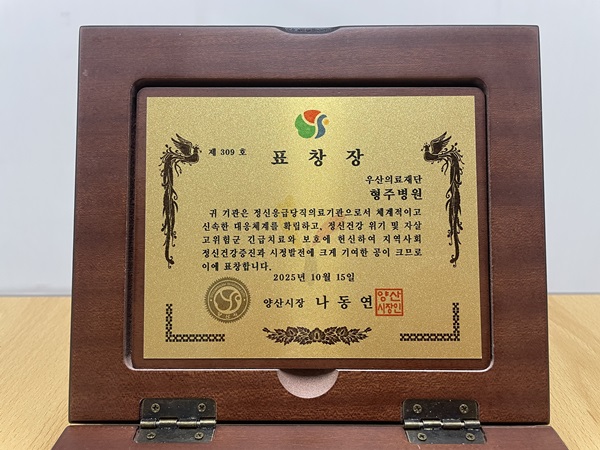 제 309 호
표창장
우산의료재단
형주병원
귀 기관은 정신응급당직의료기관으로서 체계적이고
신속한 대응체계를 확립하고, 정신건강 위기 및 자살
고위험군 긴급치료와 보호에 헌신하여 지역사회
정신건강증진과 시정발전에 크게 기여한 공이 크므로
이에 표창합니다.
2025년 10월 15일
양산시장 나동연
양산
시장인